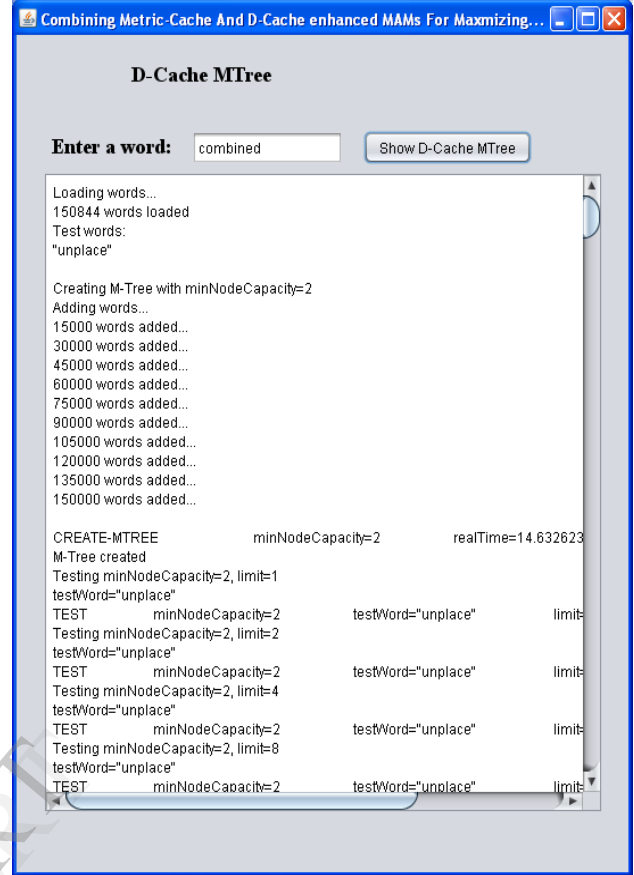 Combining Metric-Cache And D-Cache enhanced MAMs For Maxmizing...
D-Cache MTree
Enter a word: combined Show D-Cache MTree
Loading words...
150844 words loaded
Test words:
"unplace"
Creating M-Tree with minNodeCapacity=2
Adding words...
15000 words added...
30000 words added...
45000 words added...
60000 words added...
75000 words added...
90000 words added...
105000 words added...
120000 words added...
135000 words added...
150000 words added...
CREATE-MTREE minNodeCapacity=2 realTime=14.632623
M-Tree created
Testing minNodeCapacity=2, limit=1
testWord="unplace"
TEST minNodeCapacity=2 testWord="unplace" limit=
Testing minNodeCapacity=2, limit=2
testWord="unplace"
TEST minNodeCapacity=2 testWord="unplace" limit=
Testing minNodeCapacity=2, limit=4
testWord="unplace"
TEST minNodeCapacity=2 testWord="unplace" limit=
Testing minNodeCapacity=2, limit=8
testWord="unplace"
TEST minNodeCapacity=2 testWord="unplace" limit=